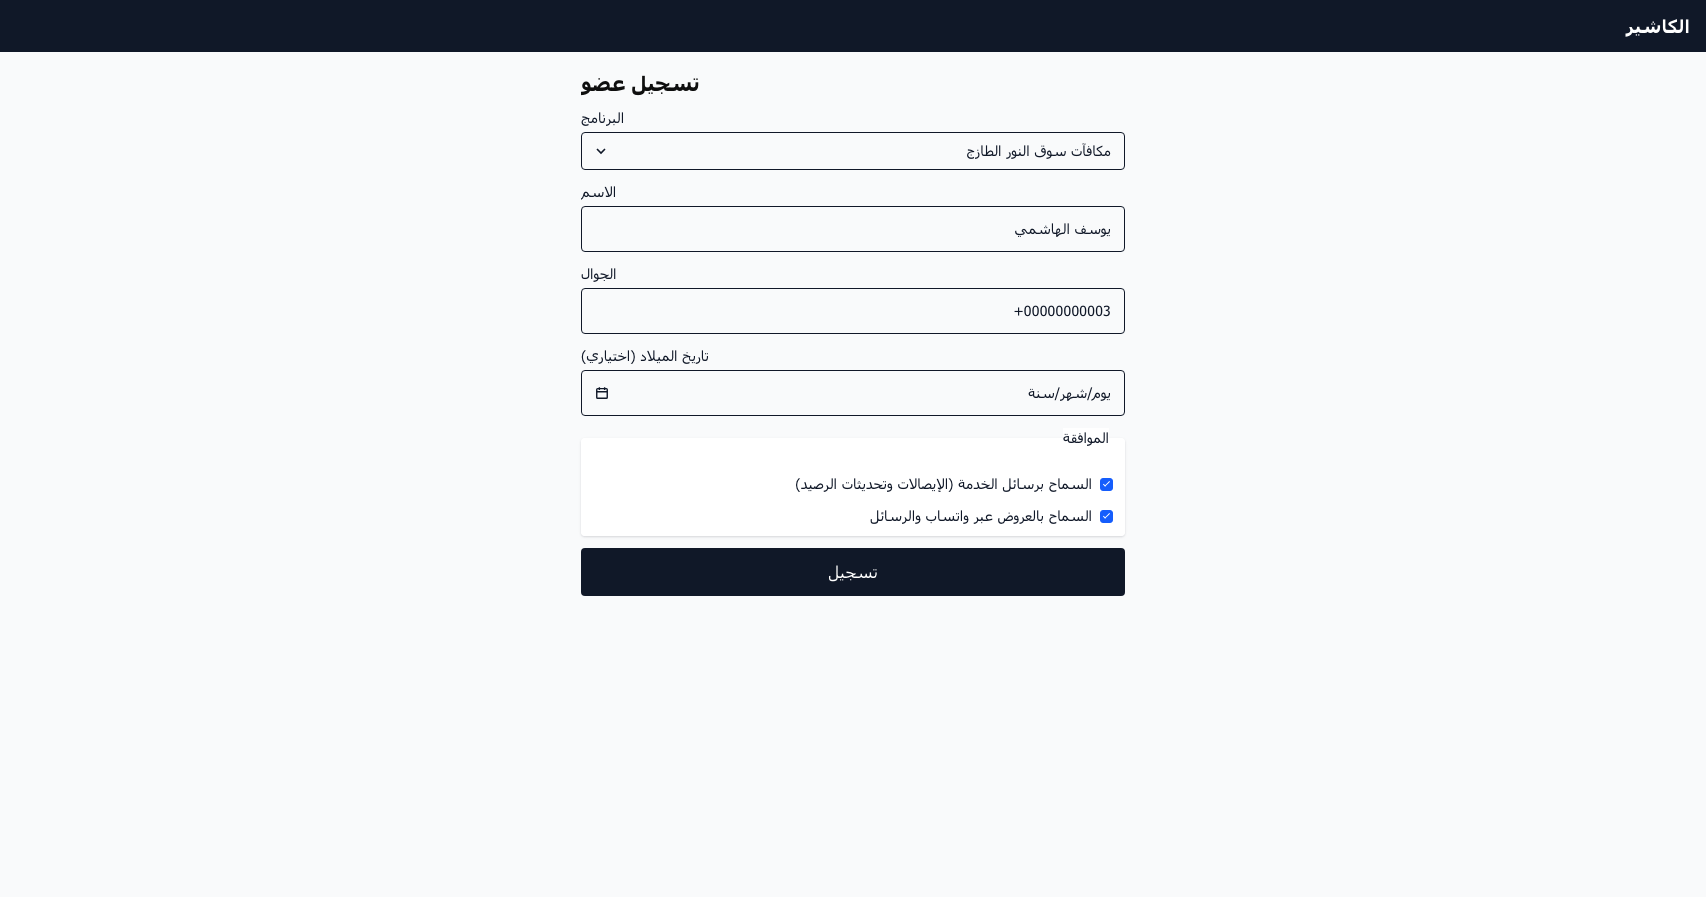 الكاشير
تسجيل عضو
البرنامج
مكافآت سوق النور الطازج
الاسم
يوسف الهاشمي
الجوال
+00000000003
تاريخ الميلاد (اختياري)
يوم/شهر/سنة
الموافقة
السماح برسائل الخدمة (الإيصالات وتحديثات الرصيد)
السماح بالعروض عبر واتساب والرسائل
تسجيل